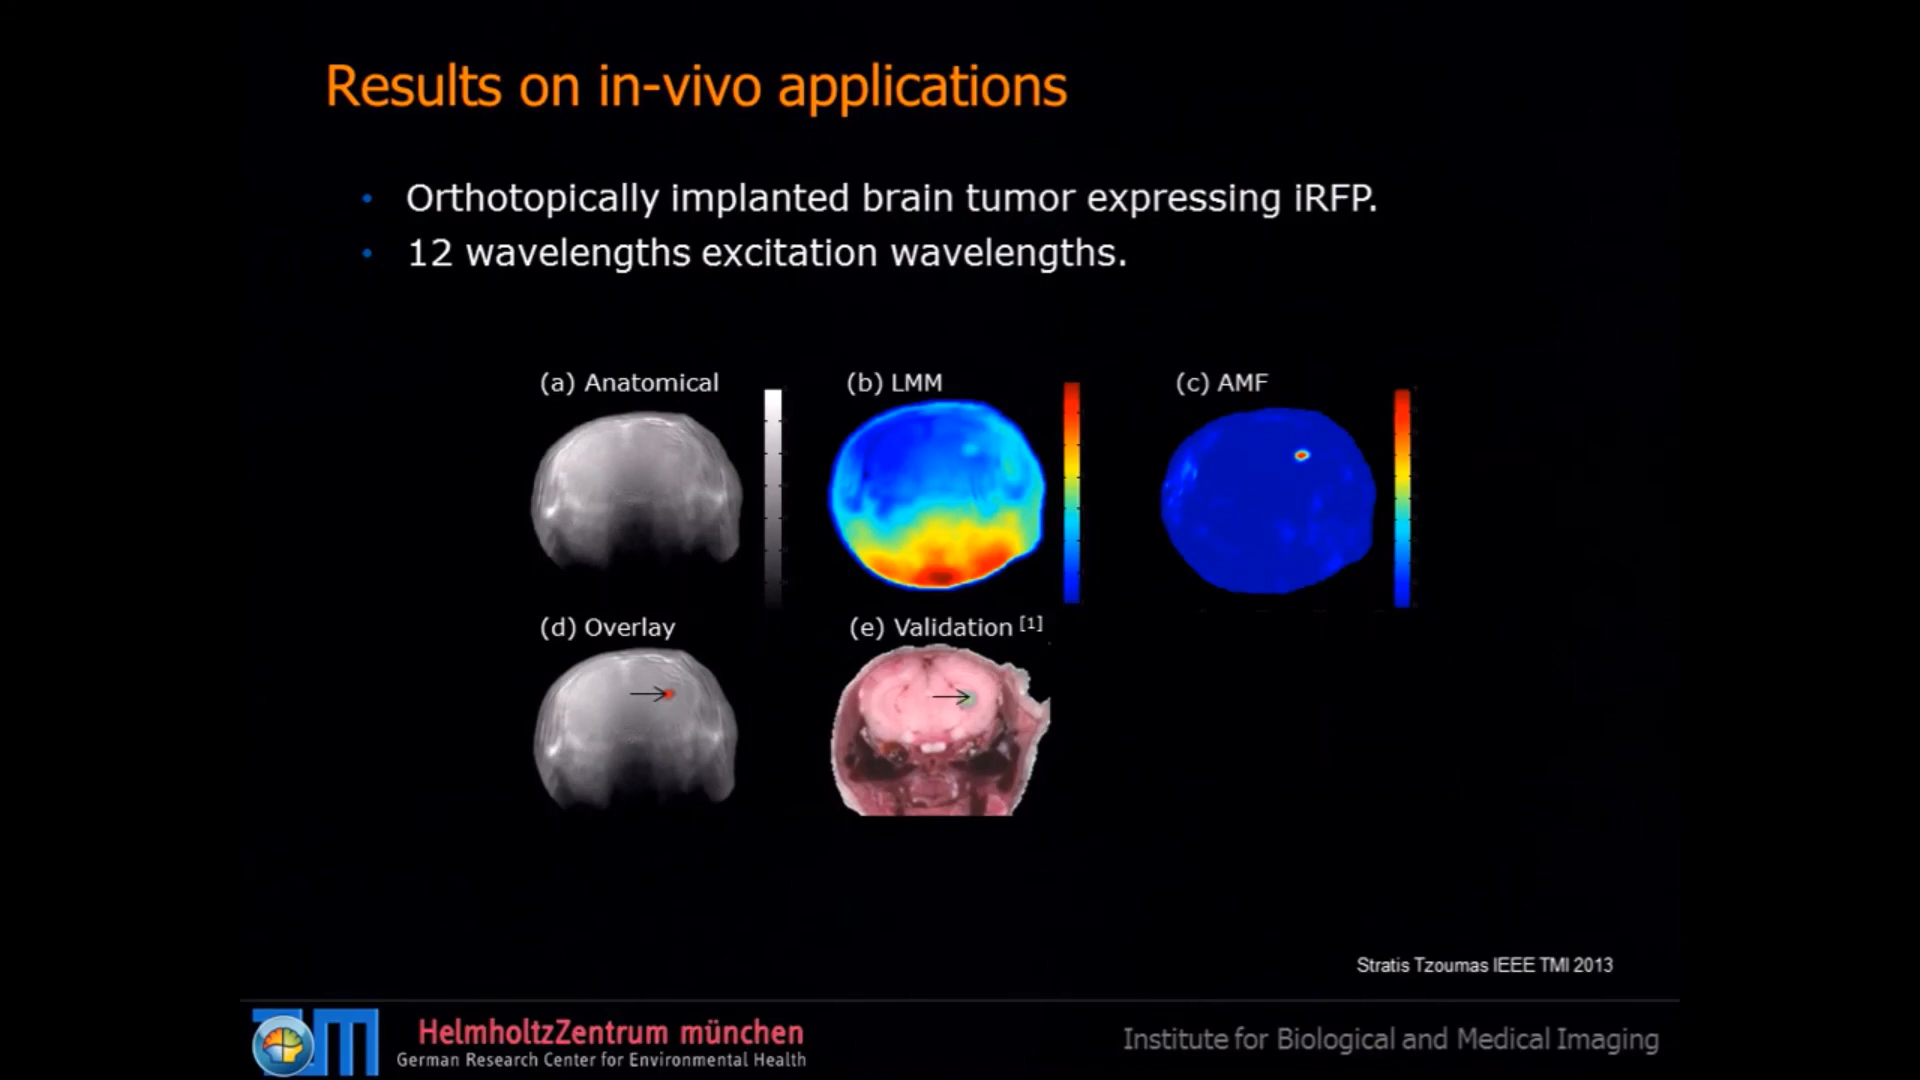 Results on in-vivo applications
• Orthotopically implanted brain tumor expressing iRFP.
• 12 wavelengths excitation wavelengths.
(a) Anatomical
(b) LMM
(c) AMF
(d) Overlay
(e) Validation [1]
Stratis Tzoumas IEEE TMI 2013
HelmholtzZentrum münchen
German Research Center for Environmental Health
Institute for Biological and Medical Imaging